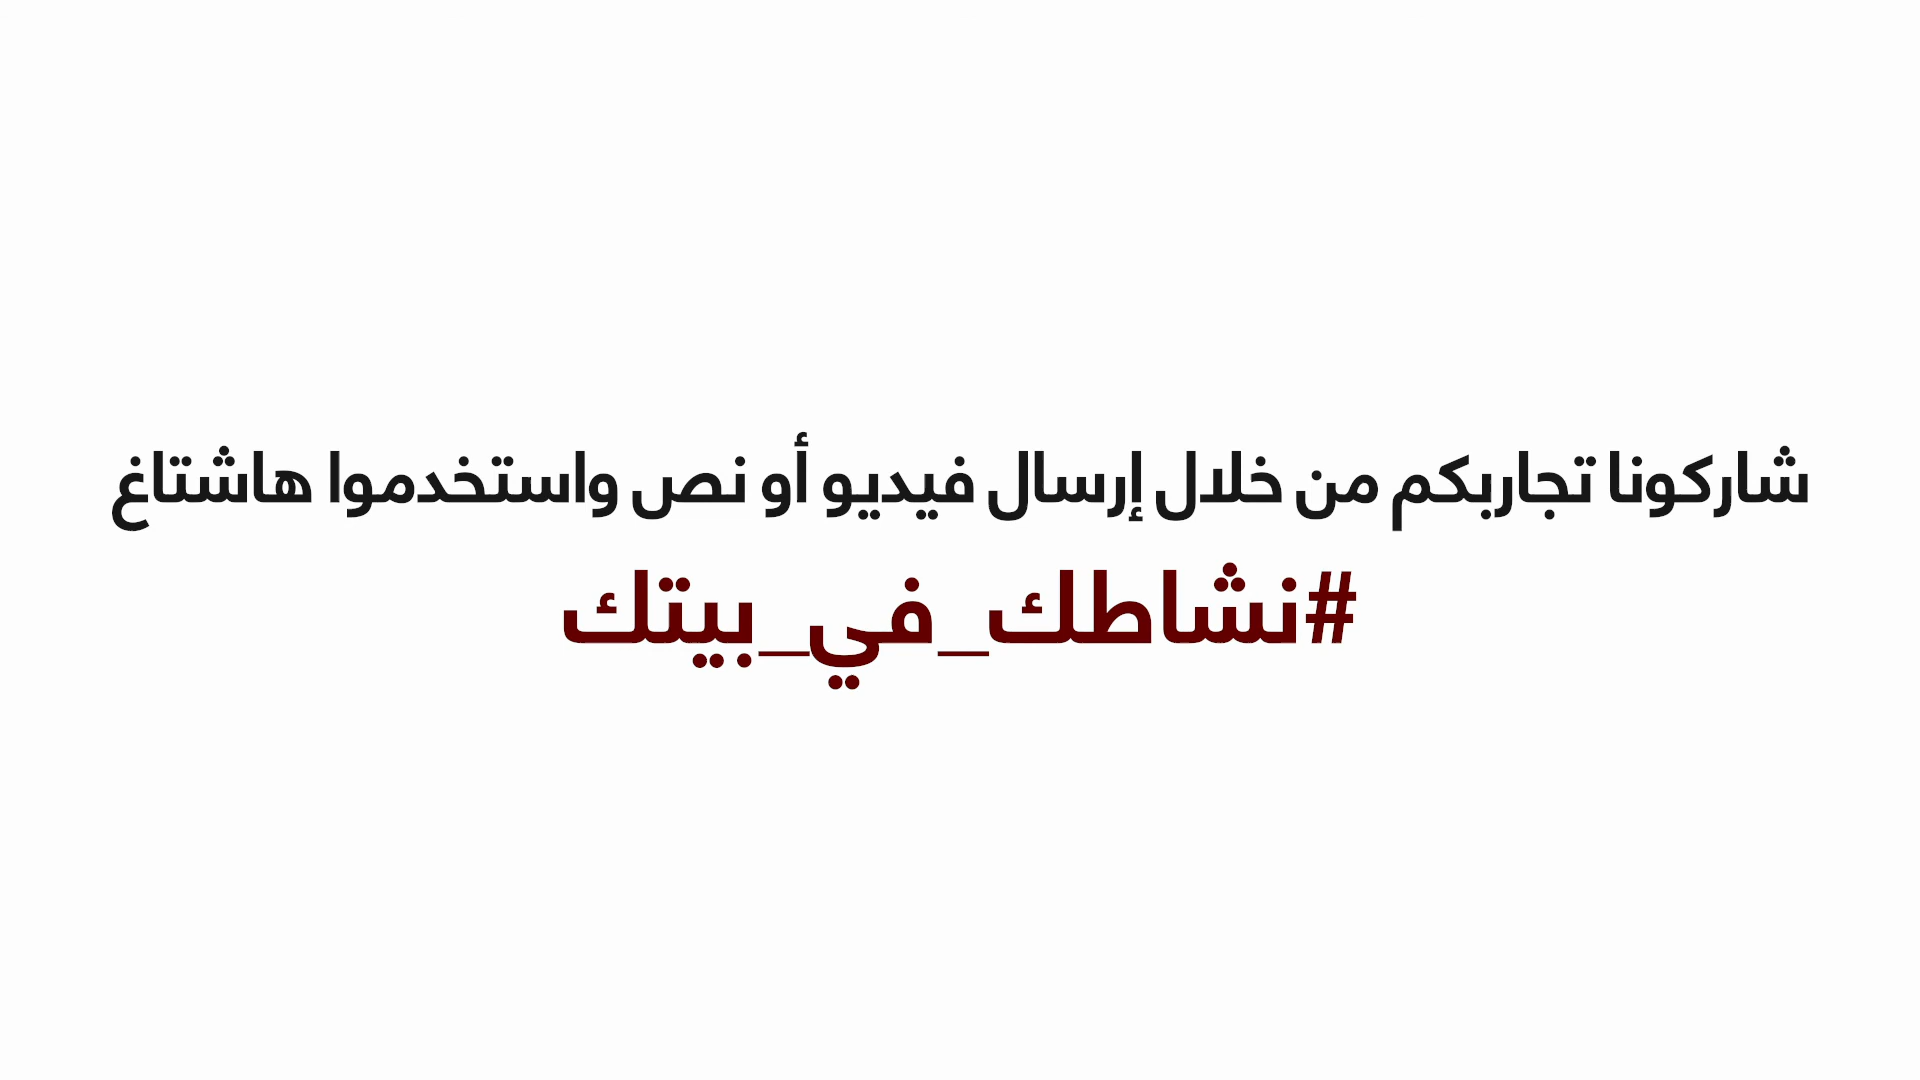 شاركونا تجاربكم من خلال إرسال فيديو أو نص واستخدموا هاشتاغ
#نشاطك_في_بيتك